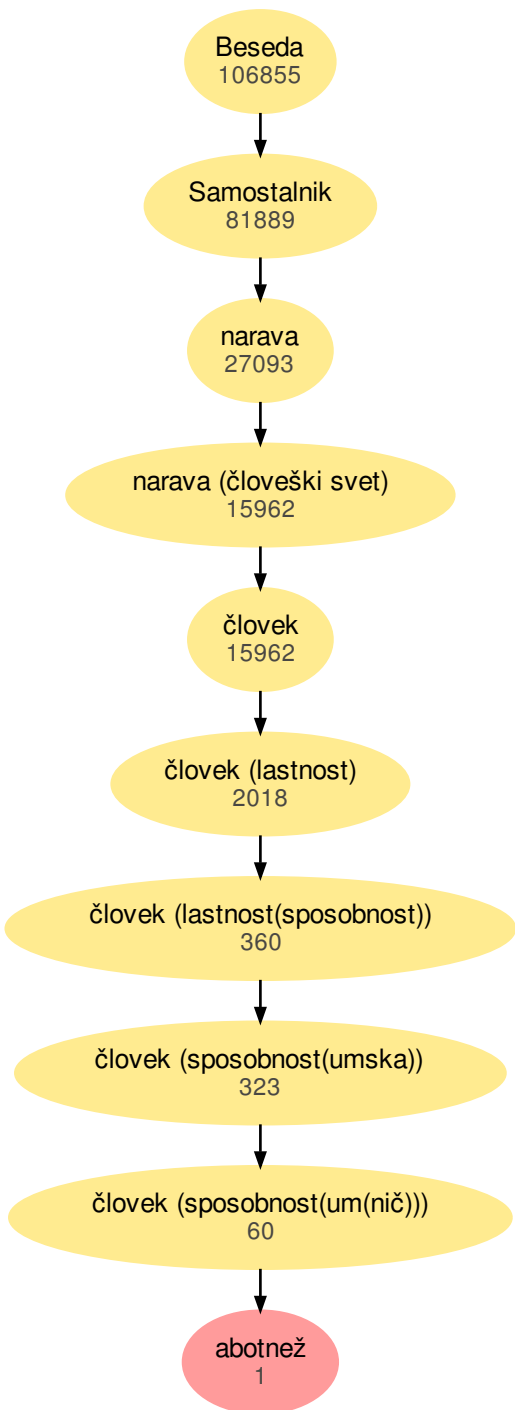 Beseda
106855
Samostalnik
81889
narava
27093
narava (človeški svet)
15962
človek
15962
človek (lastnost)
2018
človek (lastnost(sposobnost))
360
človek (sposobnost(umska))
323
človek (sposobnost(um(nič)))
60
abotnež
1